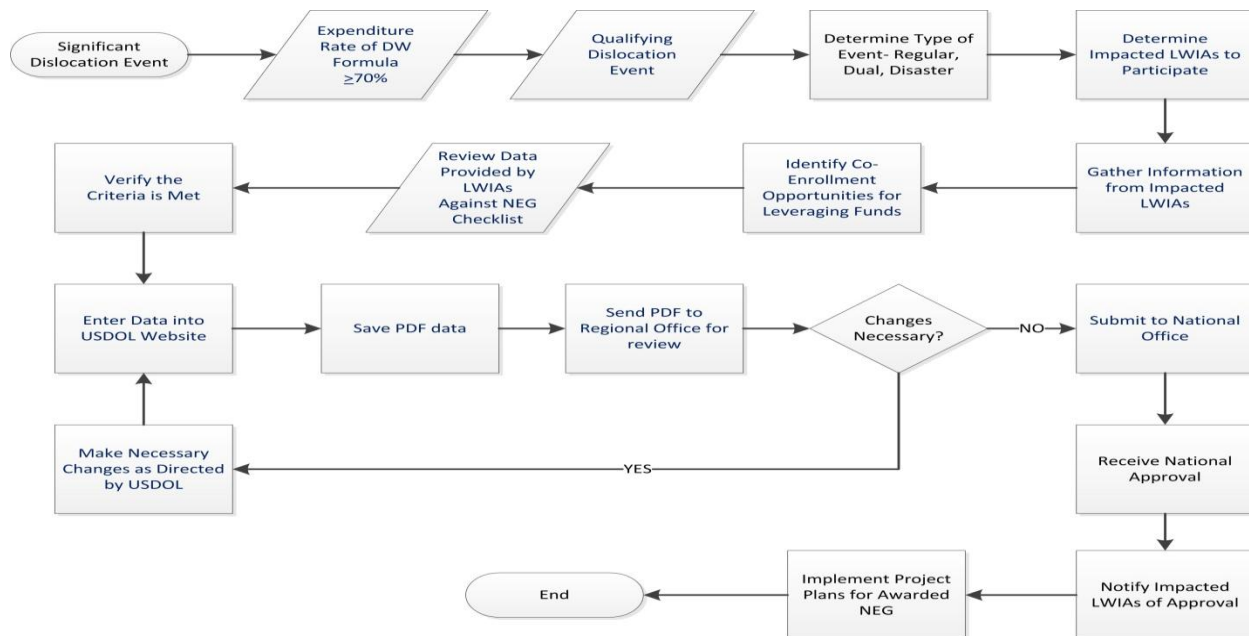 Significant
Dislocation Event
Expenditure
Rate of DW
Formula
≥70%
Qualifying
Dislocation
Event
Determine Type of
Event- Regular,
Dual, Disaster
Determine
Impacted LWIAs to
Participate
Verify the
Criteria is Met
Review Data
Provided by
LWIAs
Against NEG
Checklist
Identify Co-
Enrollment
Opportunities for
Leveraging Funds
Gather Information
from Impacted
LWIAs
Enter Data into
USDOL Website
Save PDF data
Send PDF to
Regional Office for
review
Changes
Necessary?
NO
Submit to National
Office
Make Necessary
Changes as Directed
by USDOL
YES
Receive National
Approval
End
Implement Project
Plans for Awarded
NEG
Notify Impacted
LWIAs of Approval